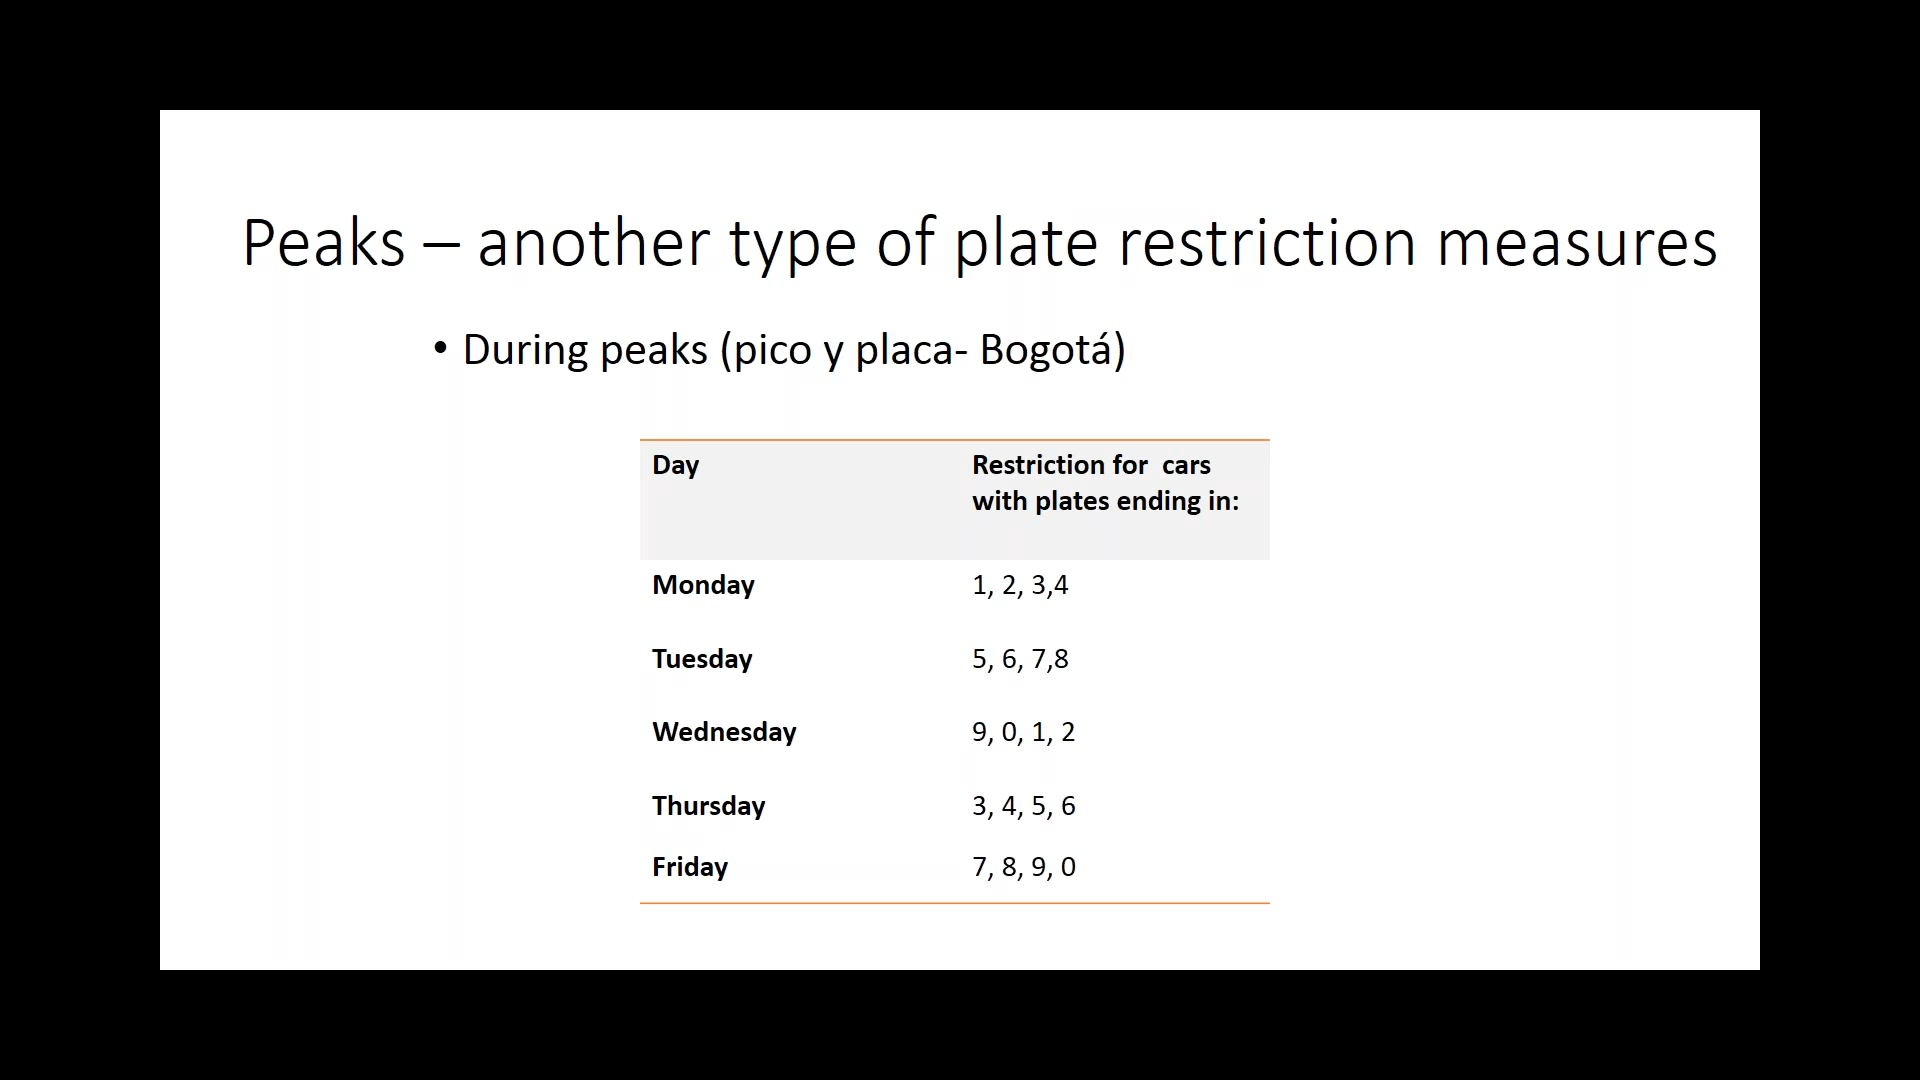 Peaks – another type of plate restriction measures
• During peaks (pico y placa- Bogotá)
Day
Restriction for  cars
with plates ending in:
Monday 1, 2, 3,4
Tuesday 5, 6, 7,8
Wednesday 9, 0, 1, 2
Thursday 3, 4, 5, 6
Friday 7, 8, 9, 0